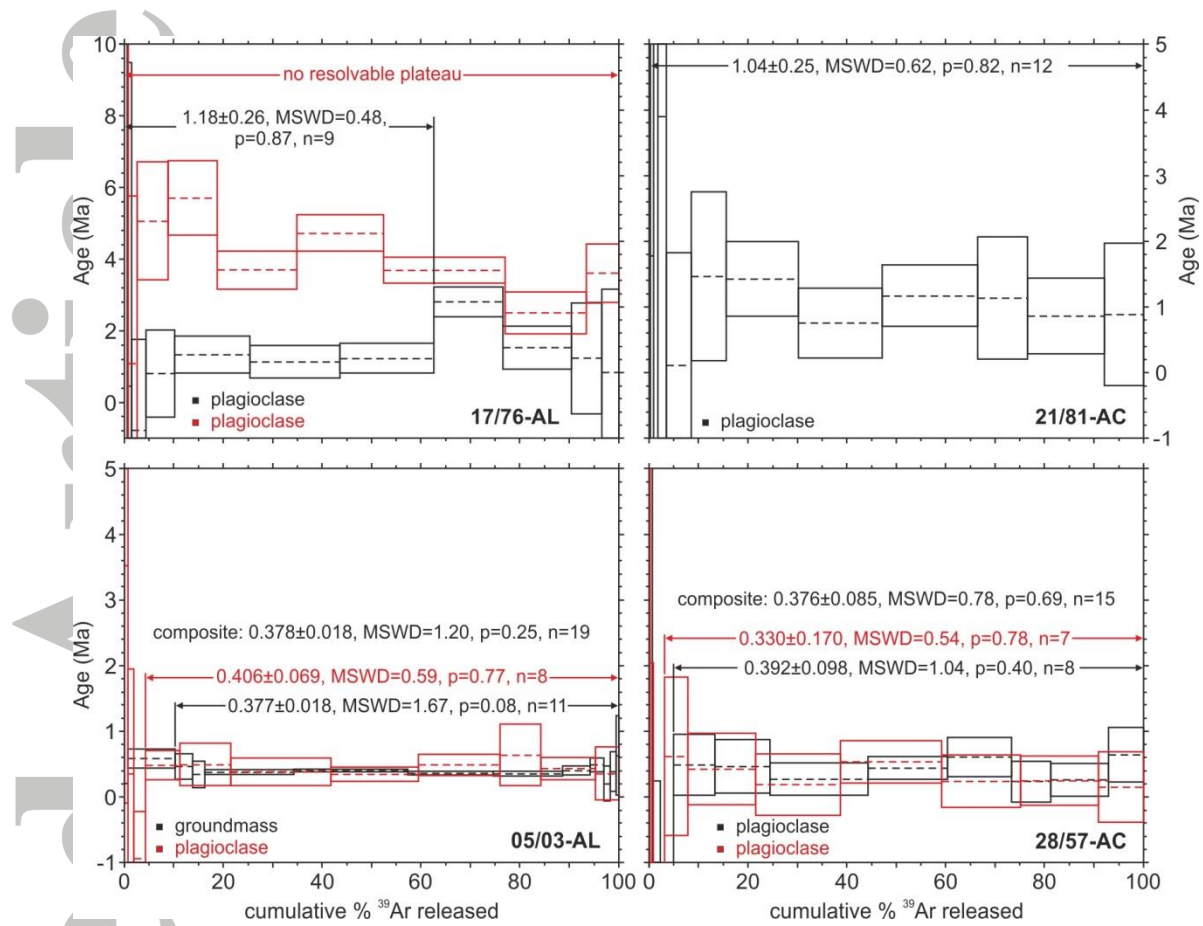 10
8
6
4
2
0
Age (Ma)
no resolvable plateau
1.18±0.26, MSWD=0.48,
p=0.87, n=9
plagioclase
plagioclase
17/76-AL
1.04±0.25, MSWD=0.62, p=0.82, n=12
plagioclase
21/81-AC
5
4
3
2
1
0
-1
Age (Ma)
5
4
3
2
1
0
-1
Age (Ma)
composite: 0.378±0.018, MSWD=1.20, p=0.25, n=19
0.406±0.069, MSWD=0.59, p=0.77, n=8
0.377±0.018, MSWD=1.67, p=0.08, n=11
groundmass
plagioclase
05/03-AL
0 20 40 60 80 100
cumulative % ³⁹Ar released
composite: 0.376±0.085, MSWD=0.78, p=0.69, n=15
0.330±0.170, MSWD=0.54, p=0.78, n=7
0.392±0.098, MSWD=1.04, p=0.40, n=8
plagioclase
plagioclase
28/57-AC
0 20 40 60 80 100
cumulative % ³⁹Ar released